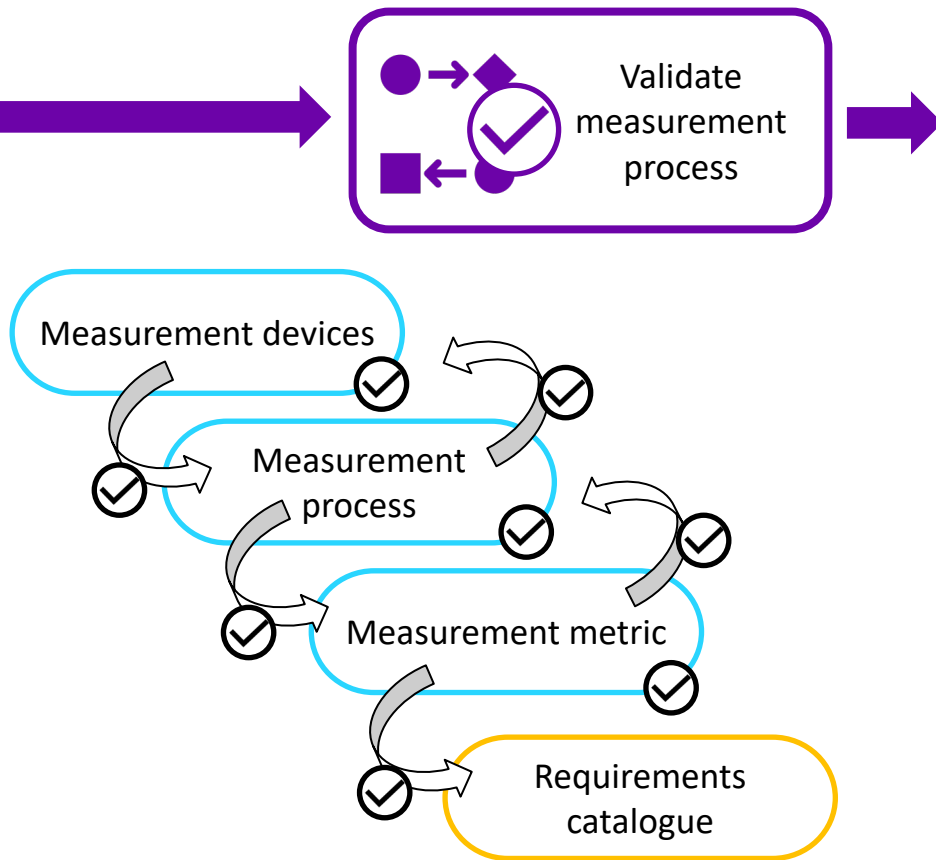 Validate
measurement
process
Measurement devices
Measurement
process
Measurement metric
Requirements
catalogue